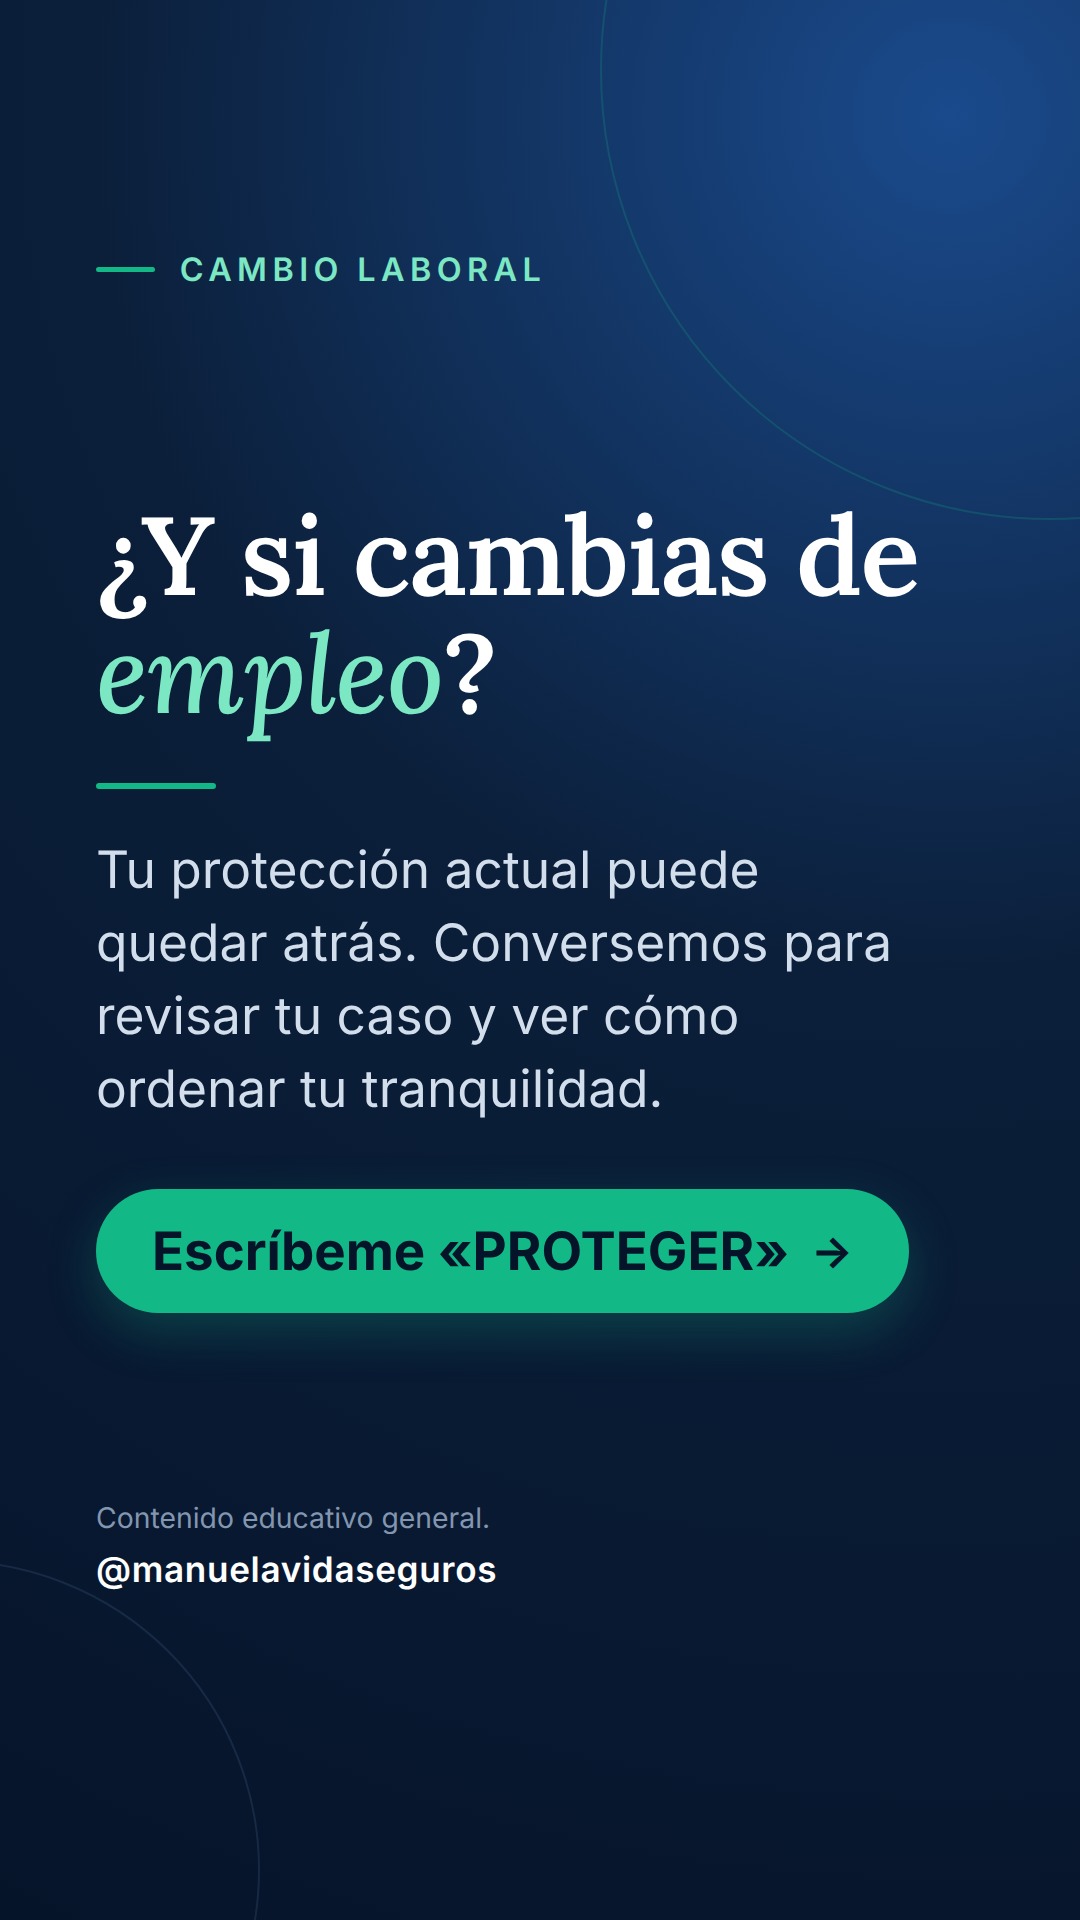 CAMBIO LABORAL
¿Y si cambias de
empleo?
Tu protección actual puede
quedar atrás. Conversemos para
revisar tu caso y ver cómo
ordenar tu tranquilidad.
Escríbeme «PROTEGER» →
Contenido educativo general.
@manuelavidaseguros